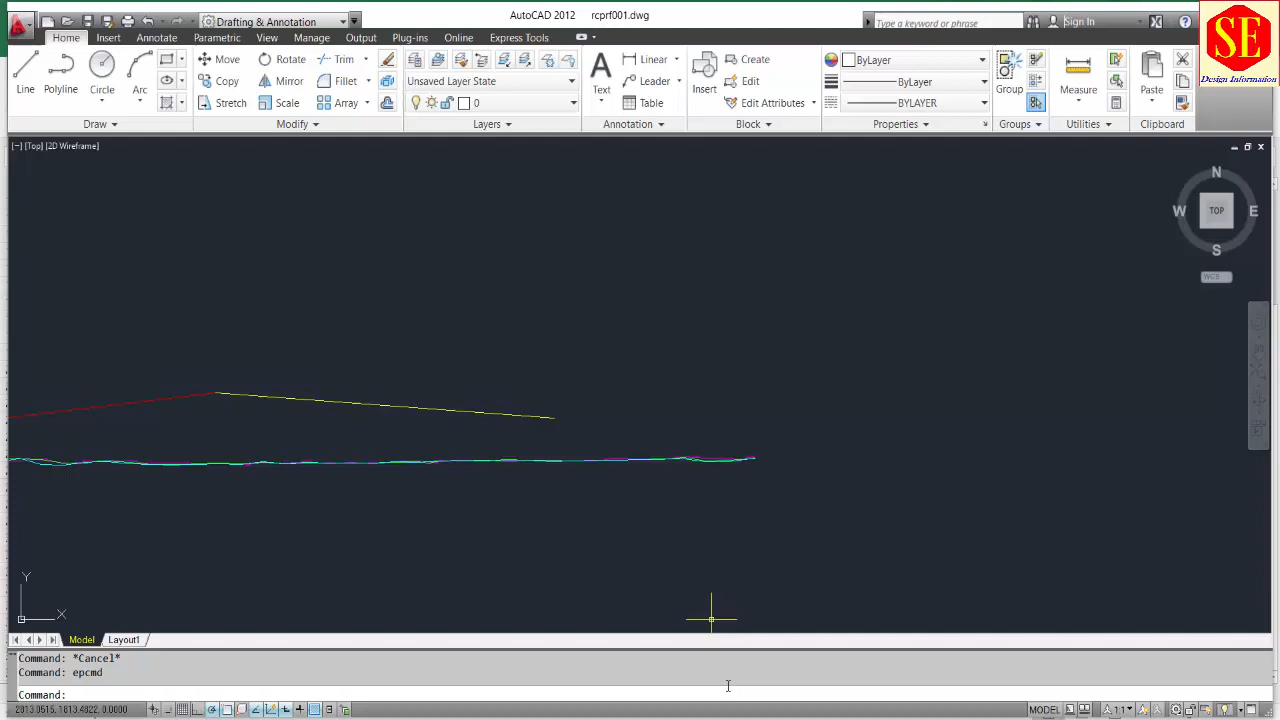 AutoCAD 2012 rcprf001.dwg
Drafting & Annotation
Type a keyword or phrase
Sign In
SE
Design Information
Home Insert Annotate Parametric View Manage Output Plug-ins Online Express Tools
Line Polyline Circle Arc
Move Rotate Trim
Copy Mirror Fillet
Stretch Scale Array
Unsaved Layer State
0
Text
Linear
Leader
Table
Insert
Create
Edit
Edit Attributes
ByLayer
ByLayer
BYLAYER
Group
Measure
Paste
Draw Modify Layers Annotation Block Properties Groups Utilities Clipboard
[−] [Top] [2D Wireframe]
N
W TOP E
S
WCS
Y
X
Model Layout1
Command: *Cancel*
Command: epcmd
Command:
2813.0515, 1813.4822, 0.0000
MODEL
1:1